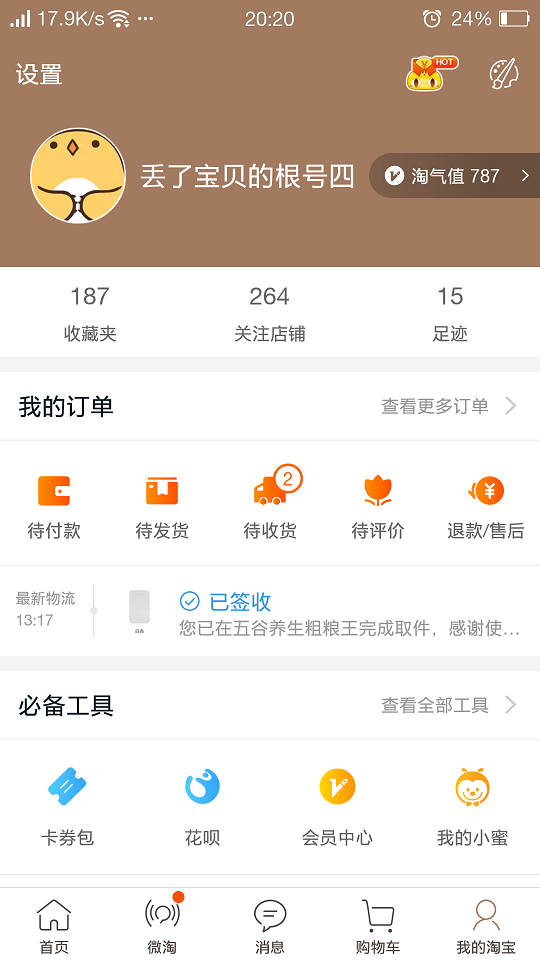 17.9K/s ··· 20:20 24%
设置 HOT
丢了宝贝的根号四 淘气值 787
187 264 15
收藏夹 关注店铺 足迹
我的订单 查看更多订单
2
待付款 待发货 待收货 待评价 退款/售后
最新物流 已签收
13:17 您已在五谷养生粗粮王完成取件，感谢使...
必备工具 查看全部工具
卡券包 花呗 会员中心 我的小蜜
首页 微淘 消息 购物车 我的淘宝